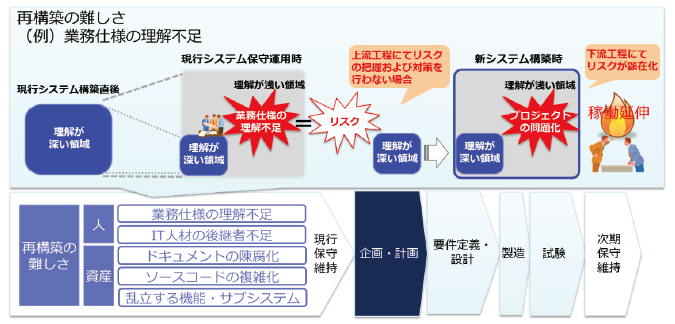 再構築の難しさ
（例）業務仕様の理解不足
現行システム構築直後
理解が
深い領域
現行システム保守運用時
理解が浅い領域
業務仕様の
理解不足
理解が
深い領域
=
リスク
上流工程にてリスク
の把握および対策を
行わない場合
理解が
深い領域
新システム構築時
理解が浅い領域
プロジェクト
の問題化
理解が
深い領域
下流工程にて
リスクが顕在化
稼働延伸
再構築の
難しさ
人
資産
業務仕様の理解不足
IT人材の後継者不足
ドキュメントの陳腐化
ソースコードの複雑化
乱立する機能・サブシステム
現行
保守
維持
企画・計画
要件定義・
設計
製造
試験
次期
保守
維持